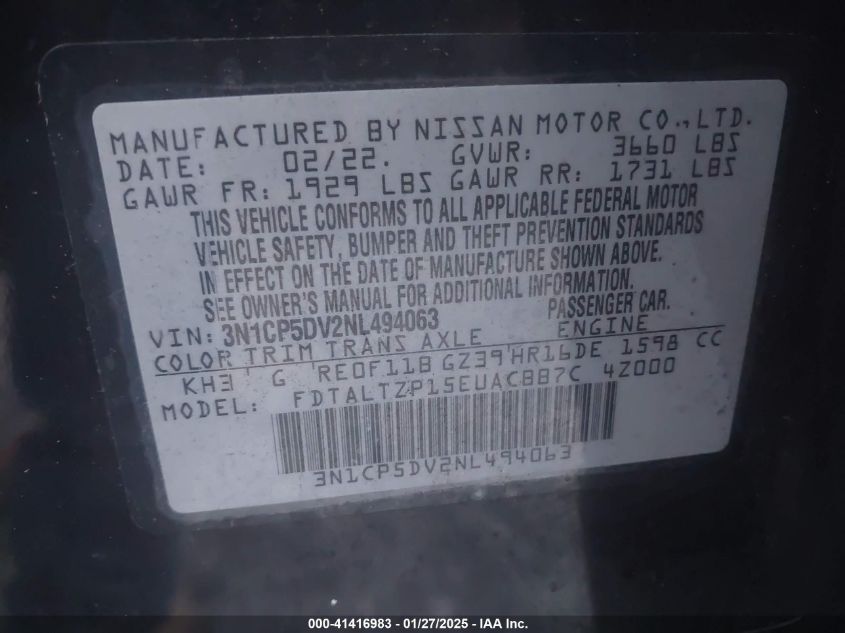 MANUFACTURED BY NISSAN MOTOR CO., LTD.
DATE: 02/22. GVWR: 3660 LBS
GAWR FR: 1929 LBS GAWR RR: 1731 LBS
THIS VEHICLE CONFORMS TO ALL APPLICABLE FEDERAL MOTOR
VEHICLE SAFETY, BUMPER AND THEFT PREVENTION STANDARDS
IN EFFECT ON THE DATE OF MANUFACTURE SHOWN ABOVE.
SEE OWNER'S MANUAL FOR ADDITIONAL INFORMATION.
VIN: 3N1CP5DV2NL494063 PASSENGER CAR.
COLOR TRIM TRANS AXLE ENGINE
KH3 G RE0F11B GZ39 HR16DE 1598 CC
MODEL: FDTALTZP15EUACBB7C 4Z000
3N1CP5DV2NL494063
000-41416983 - 01/27/2025 - IAA Inc.